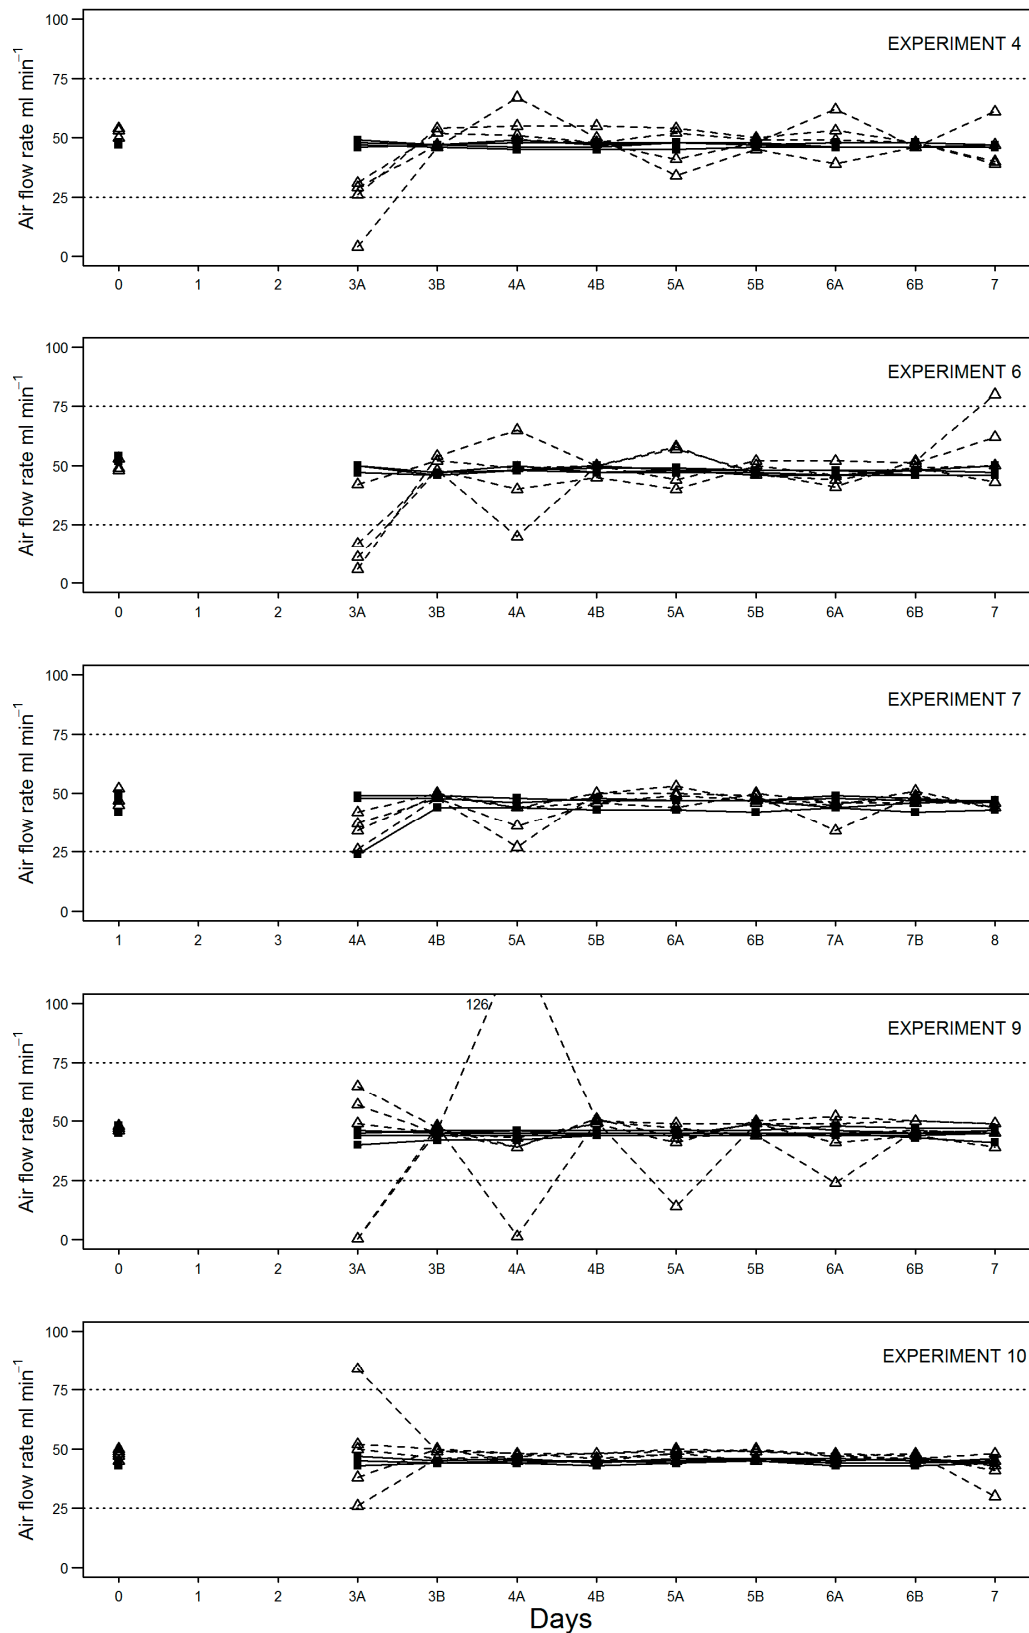 100
EXPERIMENT 4
75
50
25
0
Air flow rate ml min⁻¹
0 1 2 3A 3B 4A 4B 5A 5B 6A 6B 7
100
EXPERIMENT 6
75
50
25
0
Air flow rate ml min⁻¹
0 1 2 3A 3B 4A 4B 5A 5B 6A 6B 7
100
EXPERIMENT 7
75
50
25
0
Air flow rate ml min⁻¹
1 2 3 4A 4B 5A 5B 6A 6B 7A 7B 8
100
126
EXPERIMENT 9
75
50
25
0
Air flow rate ml min⁻¹
0 1 2 3A 3B 4A 4B 5A 5B 6A 6B 7
100
EXPERIMENT 10
75
50
25
0
Air flow rate ml min⁻¹
0 1 2 3A 3B 4A 4B 5A 5B 6A 6B 7
Days